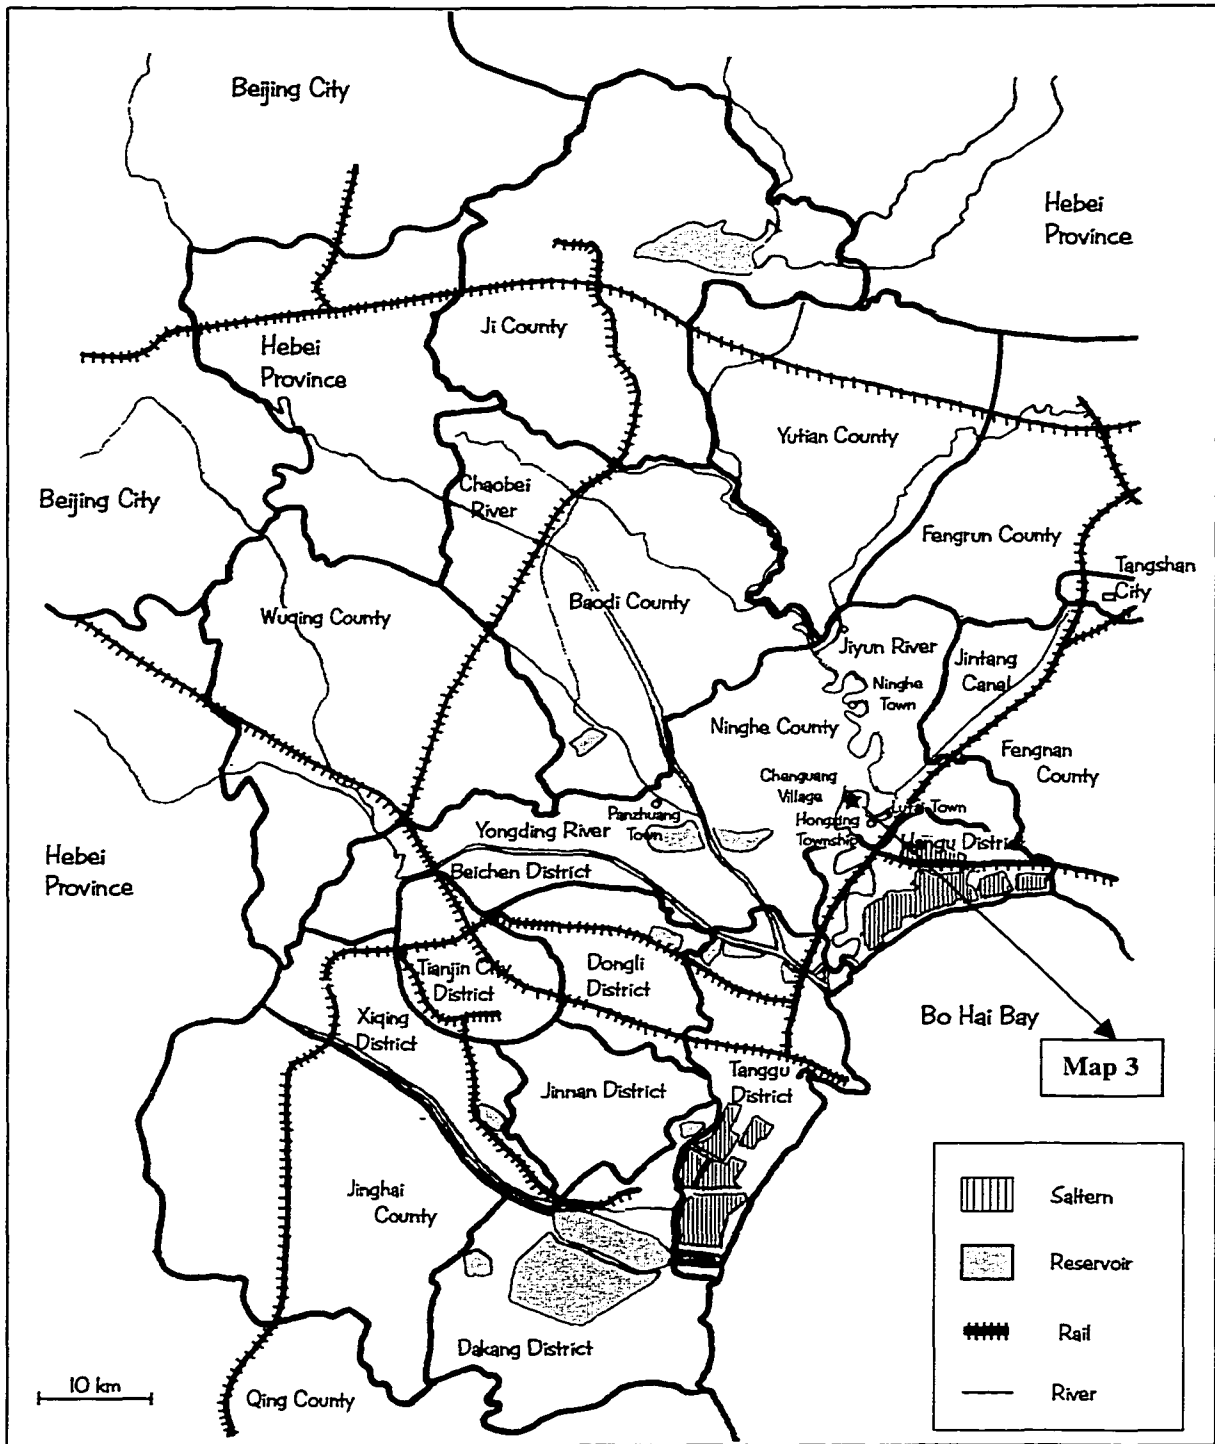 Beijing City
Hebei
Province
Ji County
Hebei
Province
Yutian County
Beijing City
Chaobei
River
Fengrun County
Tangshan
City
Wuqing County
Baodi County
Jiyun River
Jintang
Canal
Ninghe
Town
Ninghe County
Fengnan
County
Chenguang
Village
Panzhuang
Town
Hongxing
Township
Lutai Town
Yongding River
Hangu District
Hebei
Province
Beichen District
Tianjin City
District
Dongli
District
Xiqing
District
Bo Hai Bay
Map 3
Tanggu
District
Jinnan District
Jinghai
County
Saltern
Reservoir
Dakang District
Rail
10 km
Qing County
River